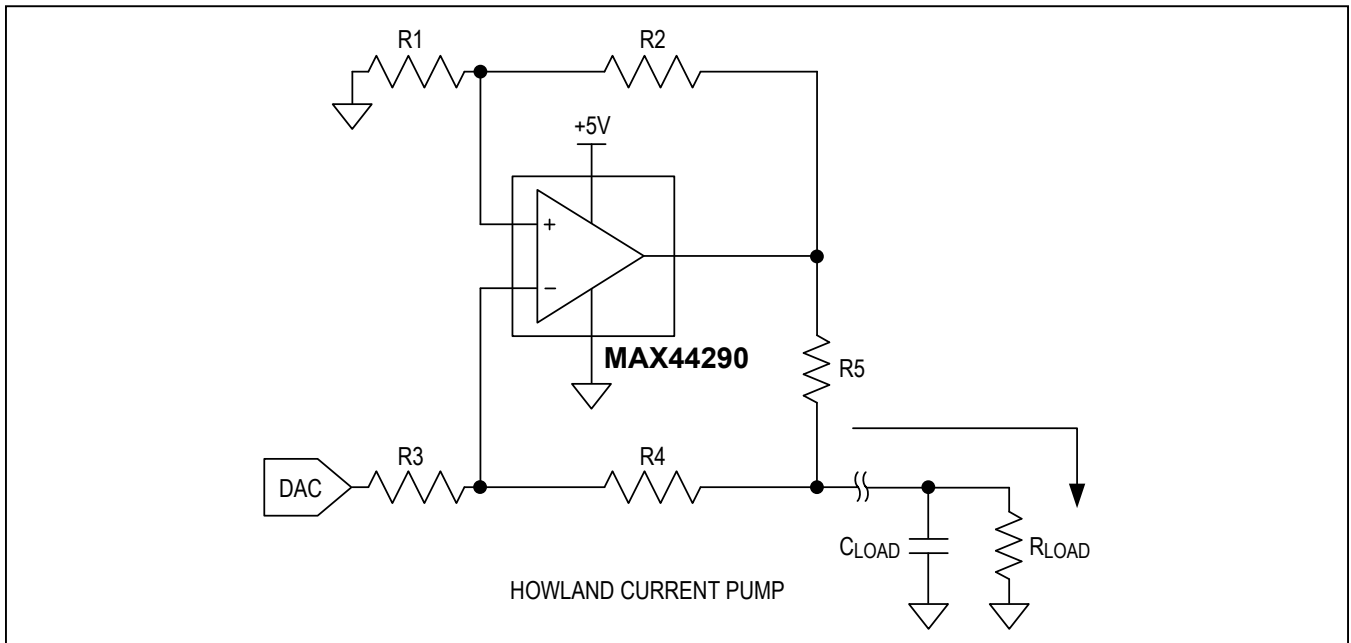 R1
R2
+5V
+
−
MAX44290
R5
R3
R4
DAC
CLOAD
RLOAD
HOWLAND CURRENT PUMP